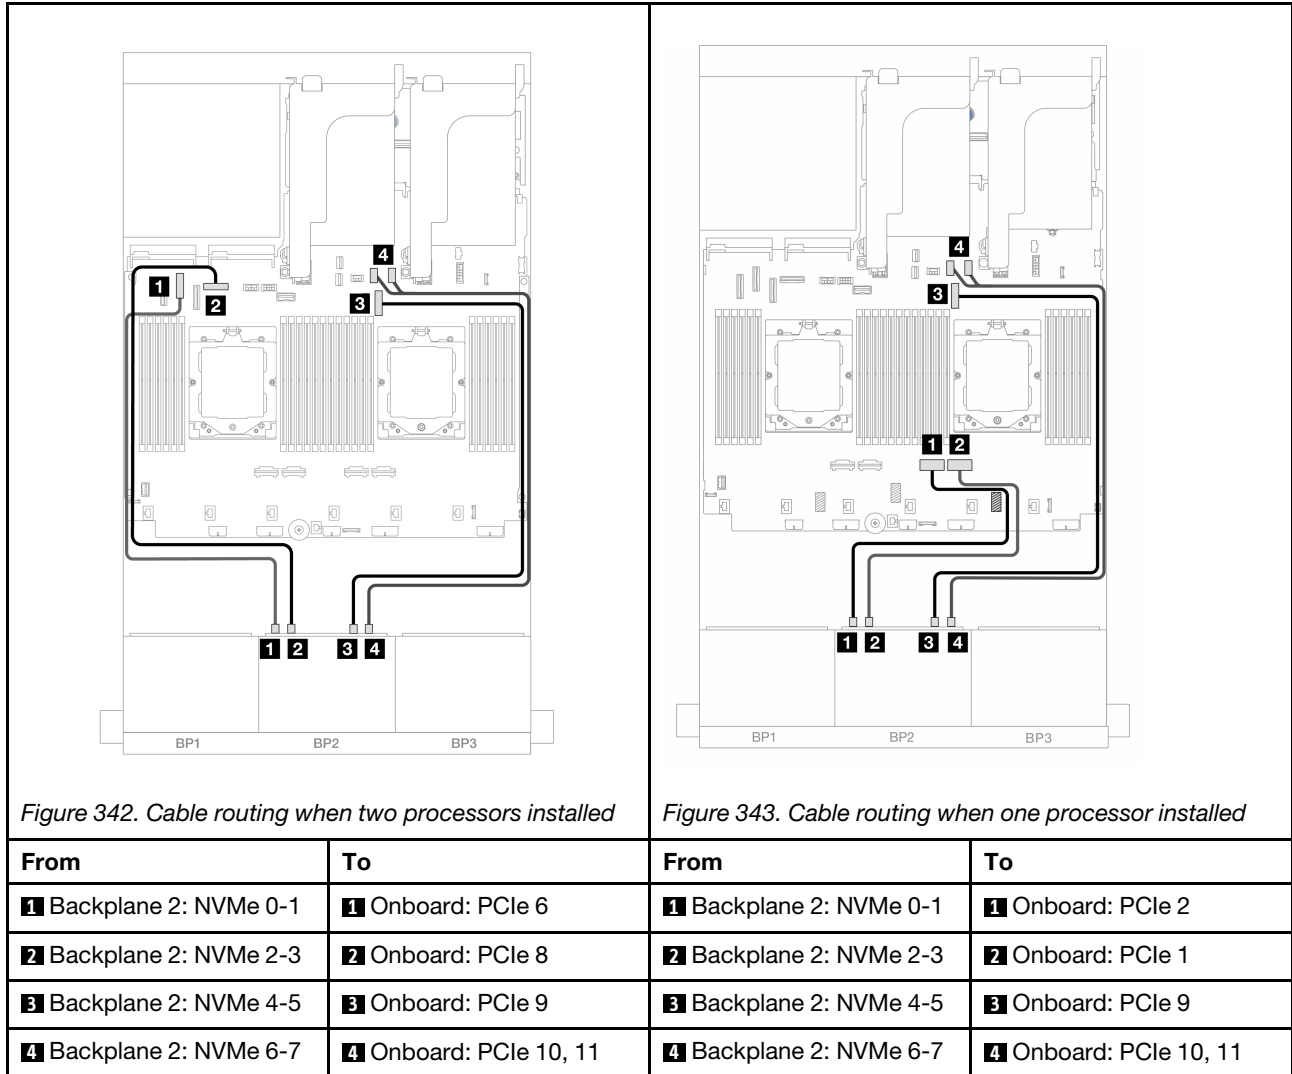 4
1
2
3
1 2 3 4
BP1 BP2 BP3
Figure 342. Cable routing when two processors installed
4
3
1 2
1 2 3 4
BP1 BP2 BP3
Figure 343. Cable routing when one processor installed
From To From To
1 Backplane 2: NVMe 0-1 1 Onboard: PCIe 6 1 Backplane 2: NVMe 0-1 1 Onboard: PCIe 2
2 Backplane 2: NVMe 2-3 2 Onboard: PCIe 8 2 Backplane 2: NVMe 2-3 2 Onboard: PCIe 1
3 Backplane 2: NVMe 4-5 3 Onboard: PCIe 9 3 Backplane 2: NVMe 4-5 3 Onboard: PCIe 9
4 Backplane 2: NVMe 6-7 4 Onboard: PCIe 10, 11 4 Backplane 2: NVMe 6-7 4 Onboard: PCIe 10, 11